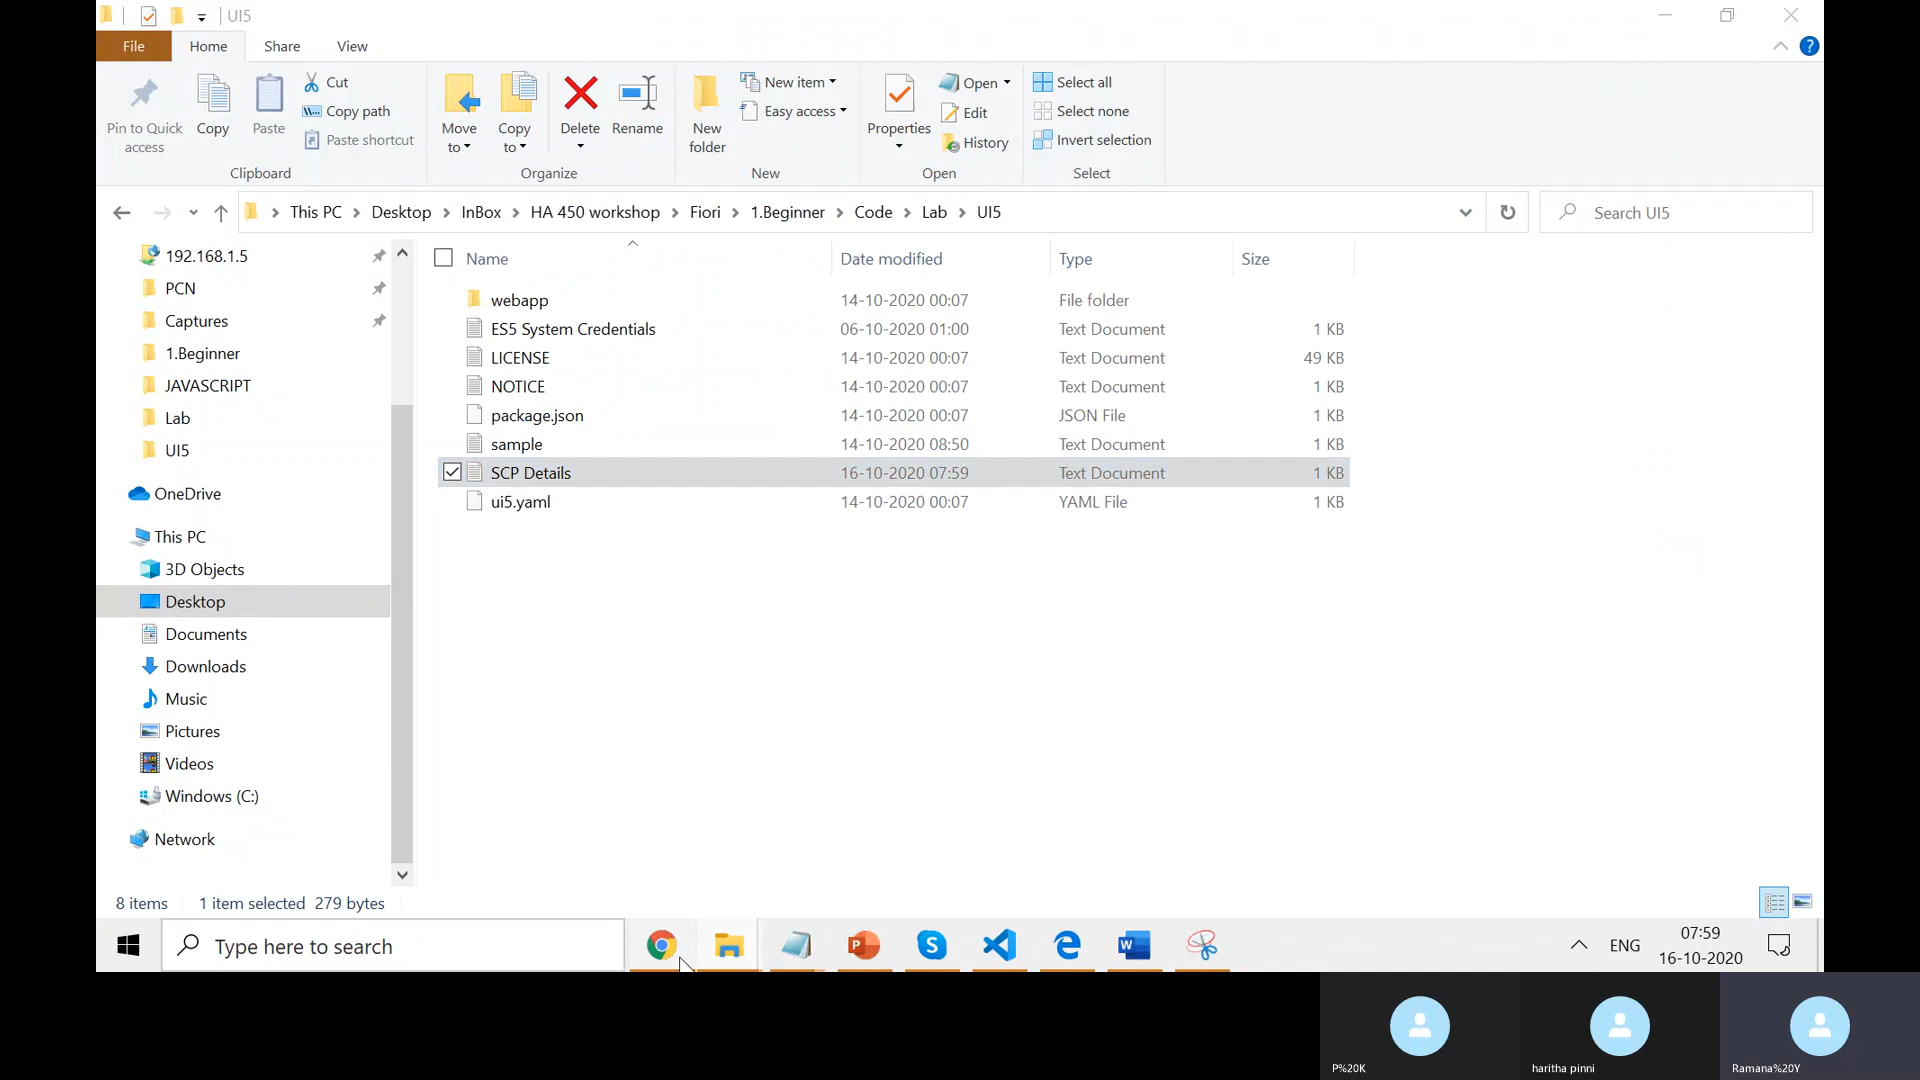 UI5
File Home Share View
Pin to Quick access
Copy
Paste
Cut
Copy path
Paste shortcut
Clipboard
Move to
Copy to
Delete
Rename
Organize
New folder
New item
Easy access
New
Properties
Open
Edit
History
Open
Select all
Select none
Invert selection
Select
This PC > Desktop > InBox > HA 450 workshop > Fiori > 1.Beginner > Code > Lab > UI5
Search UI5
192.168.1.5
PCN
Captures
1.Beginner
JAVASCRIPT
Lab
UI5
OneDrive
This PC
3D Objects
Desktop
Documents
Downloads
Music
Pictures
Videos
Windows (C:)
Network
Name Date modified Type Size
webapp 14-10-2020 00:07 File folder
ES5 System Credentials 06-10-2020 01:00 Text Document 1 KB
LICENSE 14-10-2020 00:07 Text Document 49 KB
NOTICE 14-10-2020 00:07 Text Document 1 KB
package.json 14-10-2020 00:07 JSON File 1 KB
sample 14-10-2020 08:50 Text Document 1 KB
SCP Details 16-10-2020 07:59 Text Document 1 KB
ui5.yaml 14-10-2020 00:07 YAML File 1 KB
8 items 1 item selected 279 bytes
Type here to search
ENG
07:59
16-10-2020
P%20K
haritha pinni
Ramana%20Y